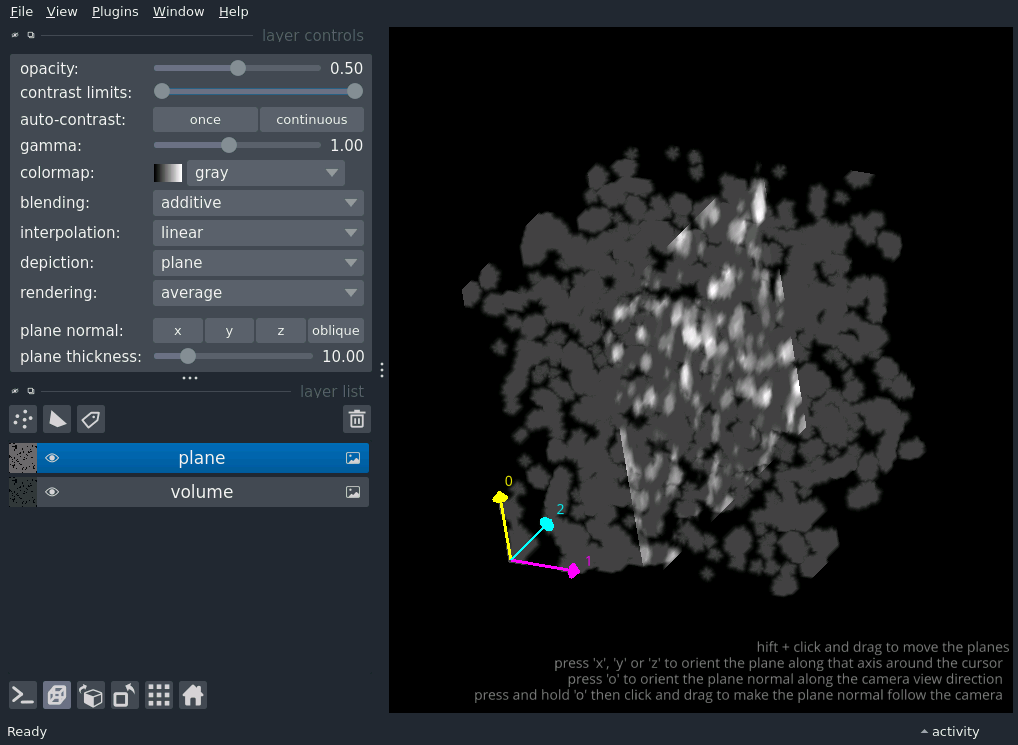 File View Plugins Window Help
layer controls
opacity: 0.50
contrast limits:
auto-contrast: once continuous
gamma: 1.00
colormap: gray
blending: additive
interpolation: linear
depiction: plane
rendering: average
plane normal: x y z oblique
plane thickness: 10.00
layer list
plane
volume
0
2
1
hift + click and drag to move the planes
press 'x', 'y' or 'z' to orient the plane along that axis around the cursor
press 'o' to orient the plane normal along the camera view direction
press and hold 'o' then click and drag to make the plane normal follow the camera
Ready activity